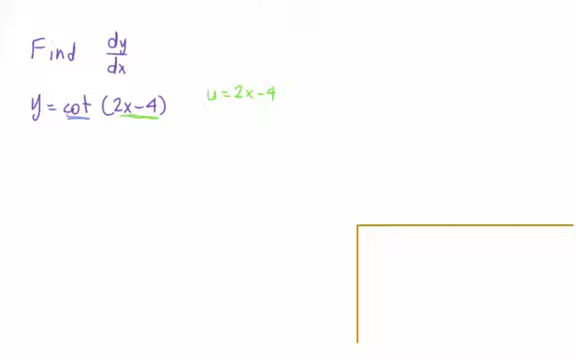 Find dy/dx
y = cot (2x-4) u = 2x-4